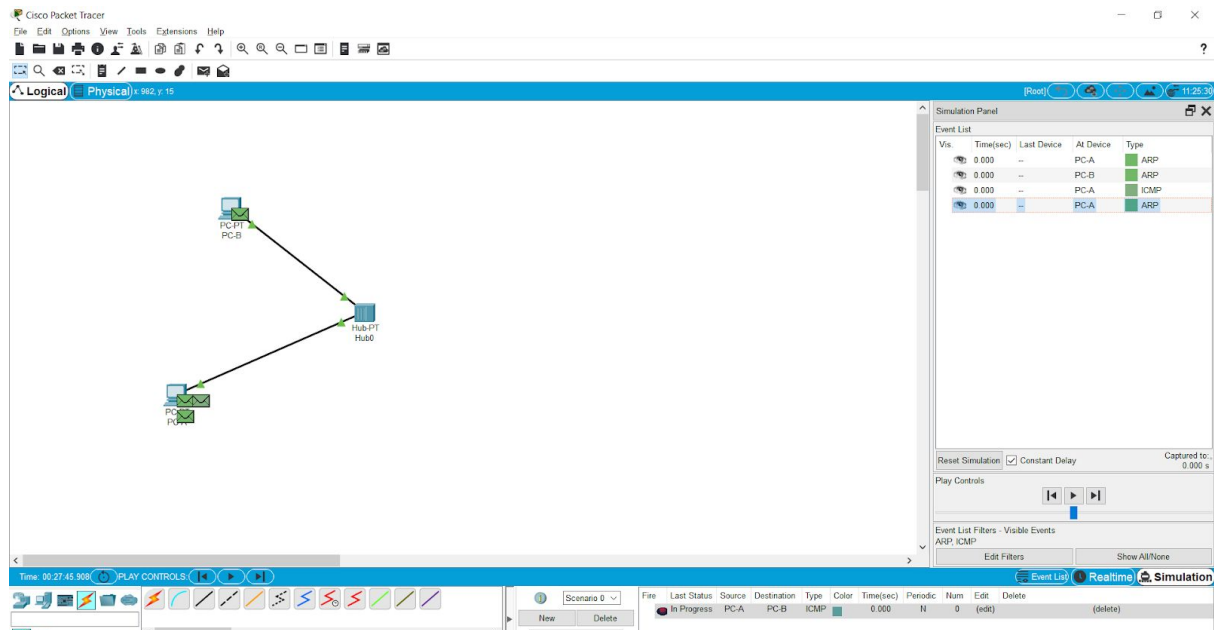 Cisco Packet Tracer
File Edit Options View Tools Extensions Help
?
Logical Physical x: 982, y: 15 [Root] 11:25:30
Simulation Panel
Event List
Vis. Time(sec) Last Device At Device Type
0.000 -- PC-A ARP
0.000 -- PC-B ARP
0.000 -- PC-A ICMP
0.000 -- PC-A ARP
PC-PT
PC-B
Hub-PT
Hub0
Reset Simulation Constant Delay Captured to:
0.000 s
Play Controls
Event List Filters - Visible Events
ARP, ICMP
Edit Filters Show All/None
Time: 00:27:45.908 PLAY CONTROLS: Event List Realtime Simulation
Scenario 0 Fire Last Status Source Destination Type Color Time(sec) Periodic Num Edit Delete
In Progress PC-A PC-B ICMP 0.000 N 0 (edit) (delete)
New Delete